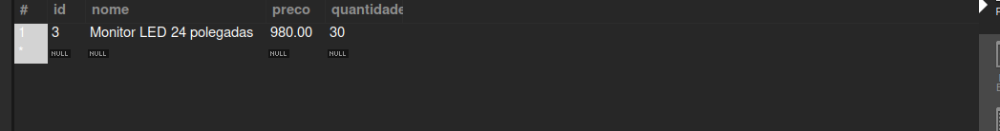 # id nome preco quantidade
1 3 Monitor LED 24 polegadas 980.00 30
* NULL NULL NULL NULL